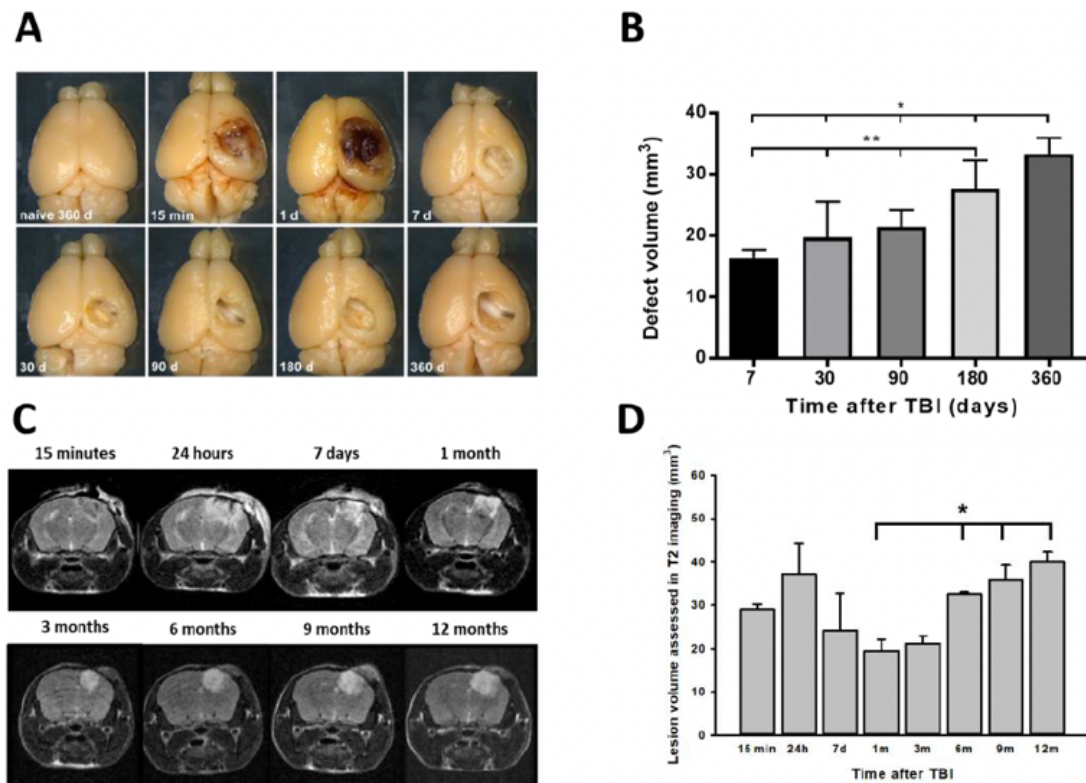 A
naive 360 d
15 min
1 d
7 d
30 d
90 d
180 d
360 d
B
Defect volume (mm³)
40
30
20
10
0
*
**
7 30 90 180 360
Time after TBI (days)
C
15 minutes 24 hours 7 days 1 month
3 months 6 months 9 months 12 months
D
Lesion volume assessed in T2 imaging (mm³)
60
50
40
30
20
10
0
*
15 min 24h 7d 1m 3m 6m 9m 12m
Time after TBI